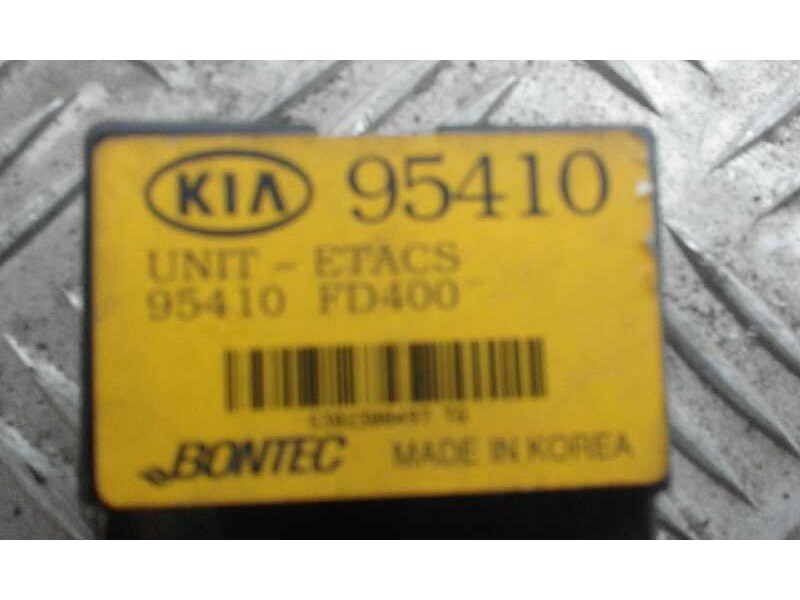 KIA 95410
UNIT - ETACS
95410 FD400
BONTEC MADE IN KOREA